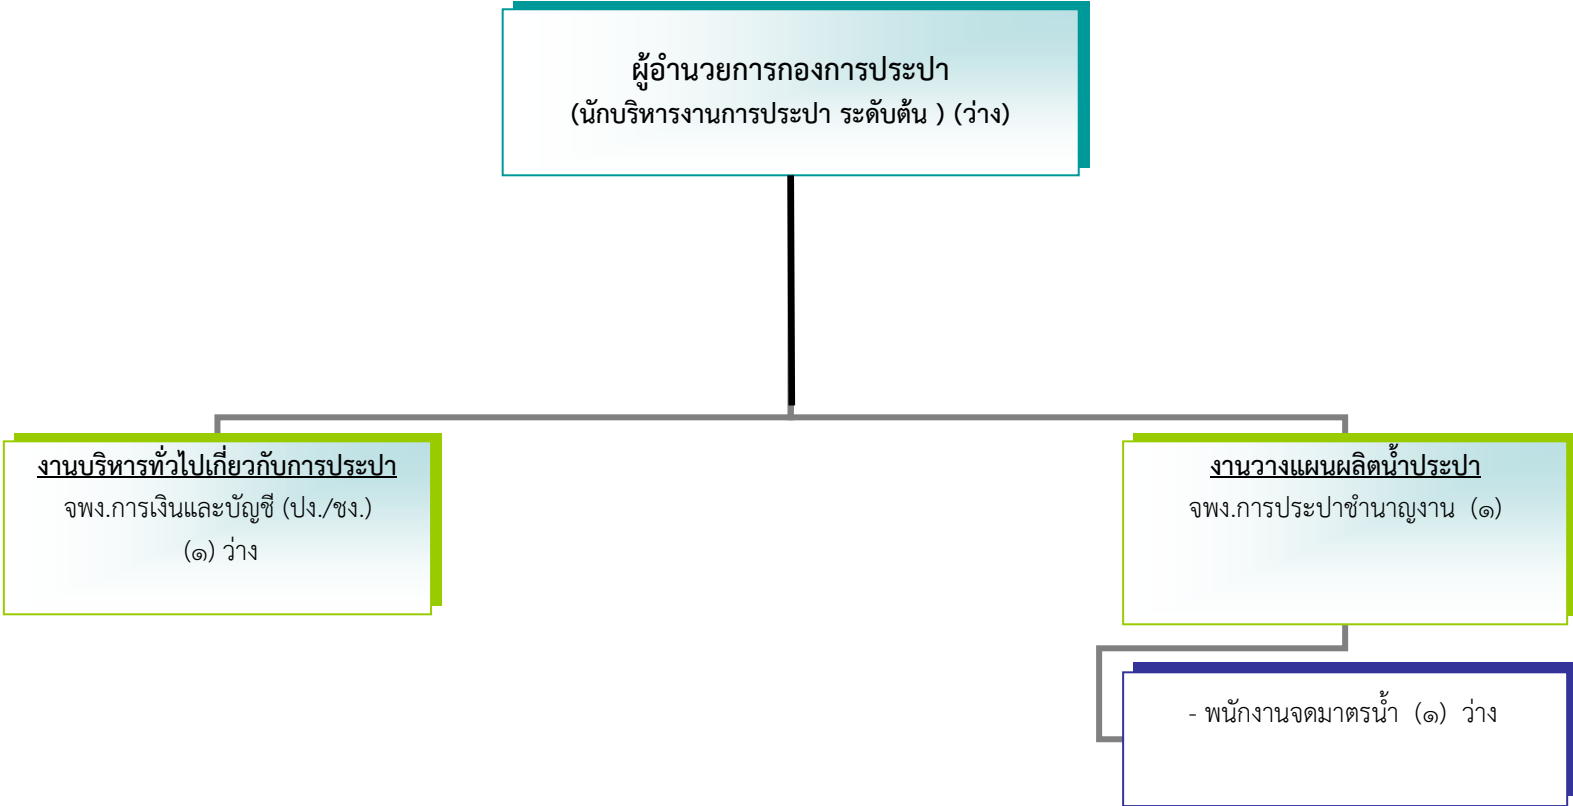 ผู้อำนวยการกองการประปา
(นักบริหารงานการประปา ระดับต้น ) (ว่าง)
งานบริหารทั่วไปเกี่ยวกับการประปา
จพง.การเงินและบัญชี (ปง./ชง.)
(๑) ว่าง
งานวางแผนผลิตน้ำประปา
จพง.การประปาชำนาญงาน (๑)
- พนักงานจดมาตรน้ำ (๑) ว่าง